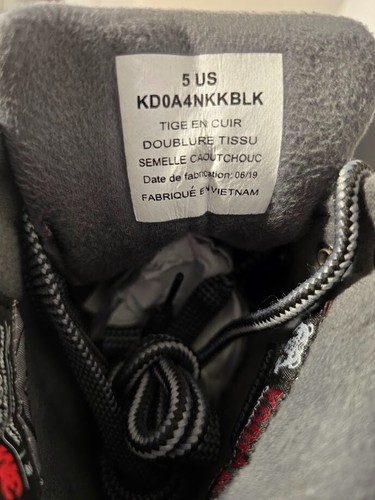 5 US
KD0A4NKKBLK
TIGE EN CUIR
DOUBLURE TISSU
SEMELLE CAOUTCHOUC
Date de fabrication: 06/19
FABRIQUÉ EN VIETNAM